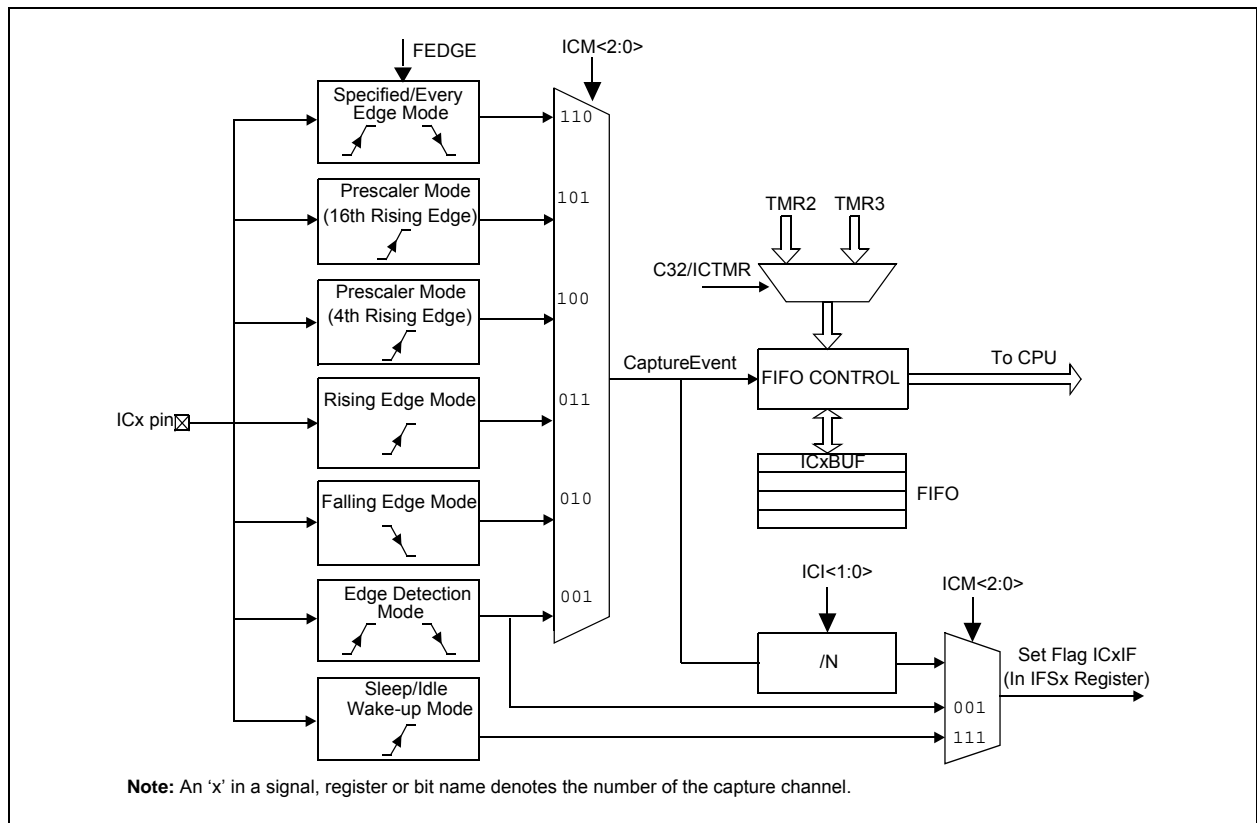 FEDGE
ICM<2:0>
Specified/Every
Edge Mode
110
Prescaler Mode
(16th Rising Edge)
101
TMR2
TMR3
C32/ICTMR
Prescaler Mode
(4th Rising Edge)
100
CaptureEvent
FIFO CONTROL
To CPU
Rising Edge Mode
011
ICx pin
ICxBUF
FIFO
Falling Edge Mode
010
Edge Detection
Mode
001
ICI<1:0>
ICM<2:0>
/N
Set Flag ICxIF
(In IFSx Register)
Sleep/Idle
Wake-up Mode
001
111
Note: An ‘x’ in a signal, register or bit name denotes the number of the capture channel.